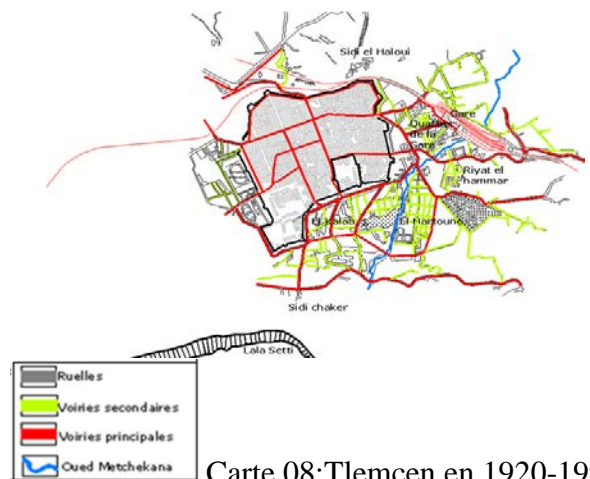 Sidi el Haloui
Gare
Quartier
de la
Gare
Riyat el
hammar
El Kalaa
El Hartoune
Sidi chaker
Lala Setti
Ruelles
Voiries secondaires
Voiries principales
Oued Metchekana
Carte 08:Tlemcen en 1920-19